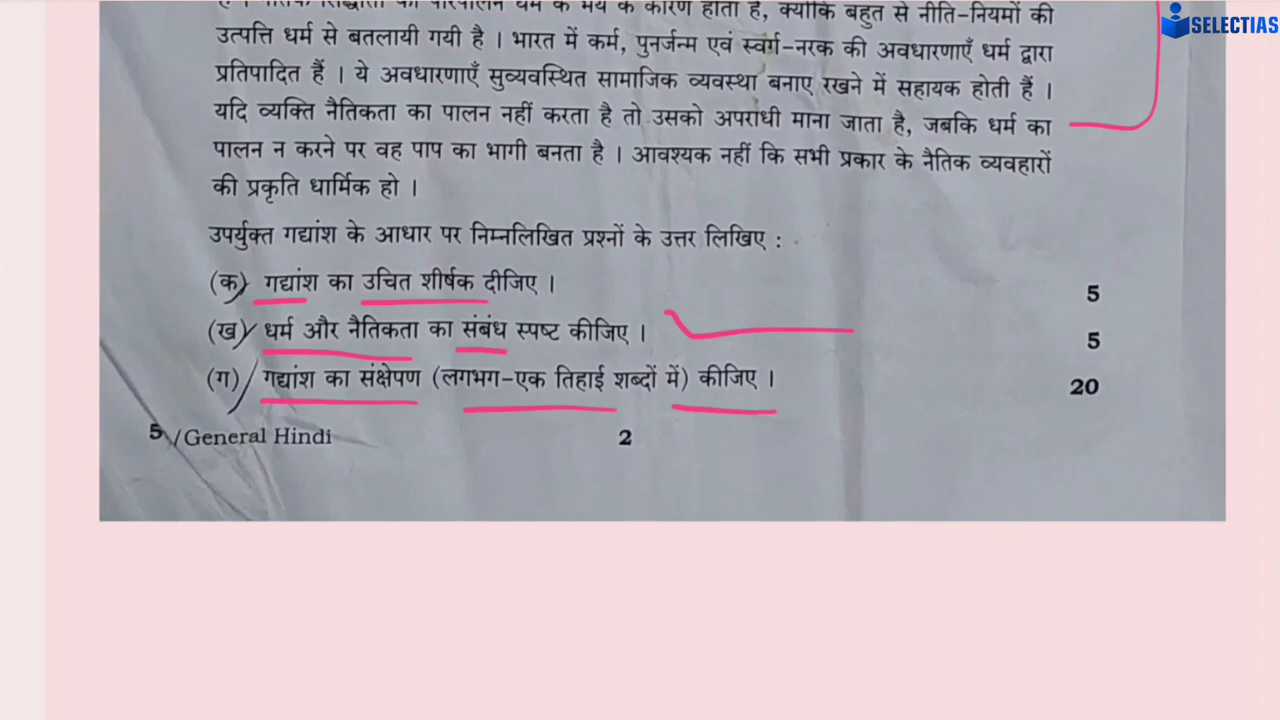 SELECTIAS
के कारण होता है, क्योंकि बहुत से नीति-नियमों की
उत्पत्ति धर्म से बतलायी गयी है । भारत में कर्म, पुनर्जन्म एवं स्वर्ग-नरक की अवधारणाएँ धर्म द्वारा
प्रतिपादित हैं । ये अवधारणाएँ सुव्यवस्थित सामाजिक व्यवस्था बनाए रखने में सहायक होती हैं ।
यदि व्यक्ति नैतिकता का पालन नहीं करता है तो उसको अपराधी माना जाता है, जबकि धर्म का
पालन न करने पर वह पाप का भागी बनता है । आवश्यक नहीं कि सभी प्रकार के नैतिक व्यवहारों
की प्रकृति धार्मिक हो ।
उपर्युक्त गद्यांश के आधार पर निम्नलिखित प्रश्नों के उत्तर लिखिए :
(क) गद्यांश का उचित शीर्षक दीजिए । 5
(ख) धर्म और नैतिकता का संबंध स्पष्ट कीजिए । 5
(ग) गद्यांश का संक्षेपण (लगभग-एक तिहाई शब्दों में) कीजिए । 20
5 /General Hindi 2